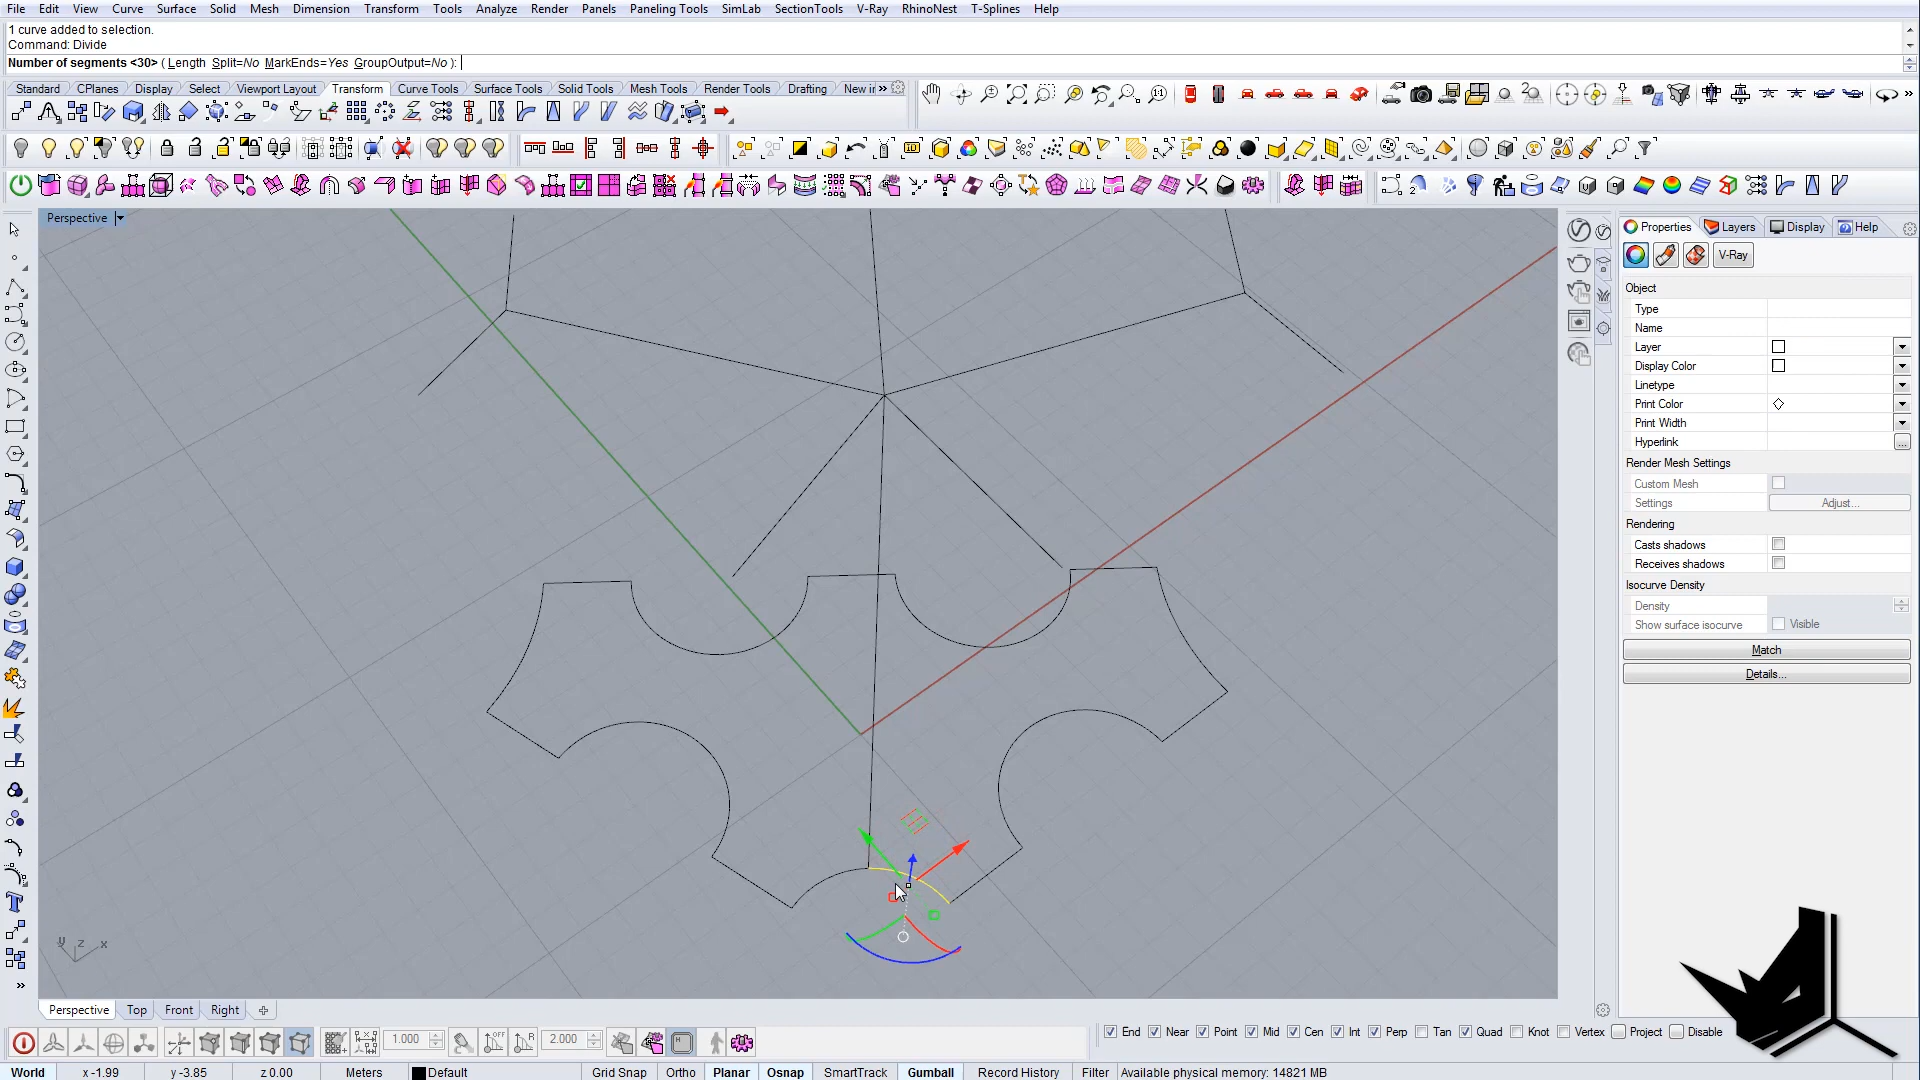 File Edit View Curve Surface Solid Mesh Dimension Transform Tools Analyze Render Panels Paneling Tools SimLab SectionTools V-Ray RhinoNest T-Splines Help
1 curve added to selection.
Command: Divide
Number of segments <30> ( Length Split=No MarkEnds=Yes GroupOutput=No ):
Standard CPlanes Display Select Viewport Layout Transform Curve Tools Surface Tools Solid Tools Mesh Tools Render Tools Drafting New in
Perspective
Properties Layers Display Help
V-Ray
Object
Type
Name
Layer
Display Color
Linetype
Print Color
Print Width
Hyperlink
...
Render Mesh Settings
Custom Mesh
Settings Adjust...
Rendering
Casts shadows
Receives shadows
Isocurve Density
Density
Show surface isocurve Visible
Match
Details...
y z x
Perspective Top Front Right
1.000 2.000
End Near Point Mid Cen Int Perp Tan Quad Knot Vertex Project Disable
World x -1.99 y -3.85 z 0.00 Meters Default Grid Snap Ortho Planar Osnap SmartTrack Gumball Record History Filter Available physical memory: 14821 MB